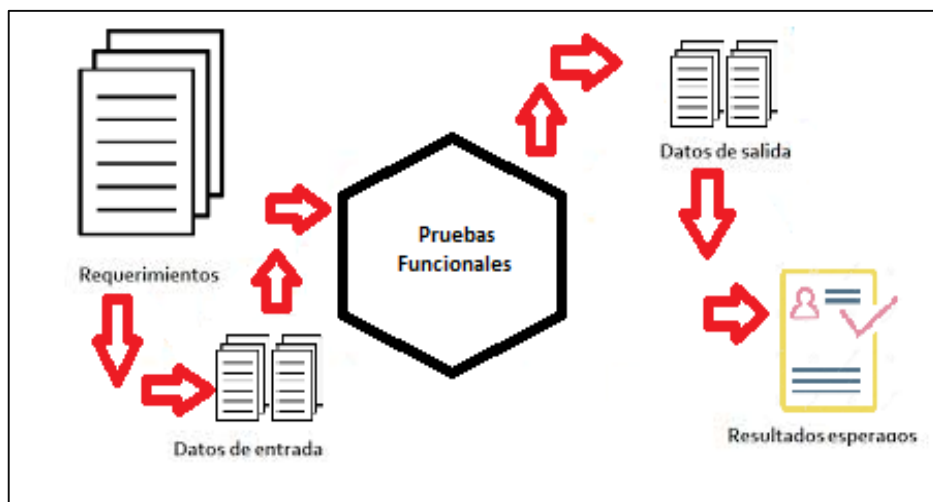 Requerimientos
Datos de entrada
Pruebas
Funcionales
Datos de salida
Resultados esperados